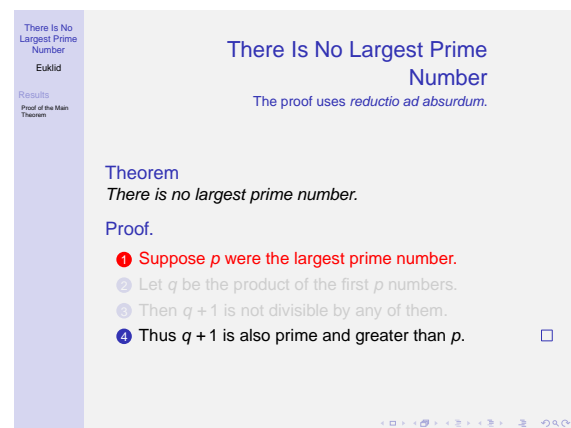 There Is No
Largest Prime
Number
Euklid
Results
Proof of the Main
Theorem
There Is No Largest Prime
Number
The proof uses reductio ad absurdum.
Theorem
There is no largest prime number.
Proof.
1 Suppose p were the largest prime number.
2 Let q be the product of the first p numbers.
3 Then q + 1 is not divisible by any of them.
4 Thus q + 1 is also prime and greater than p.